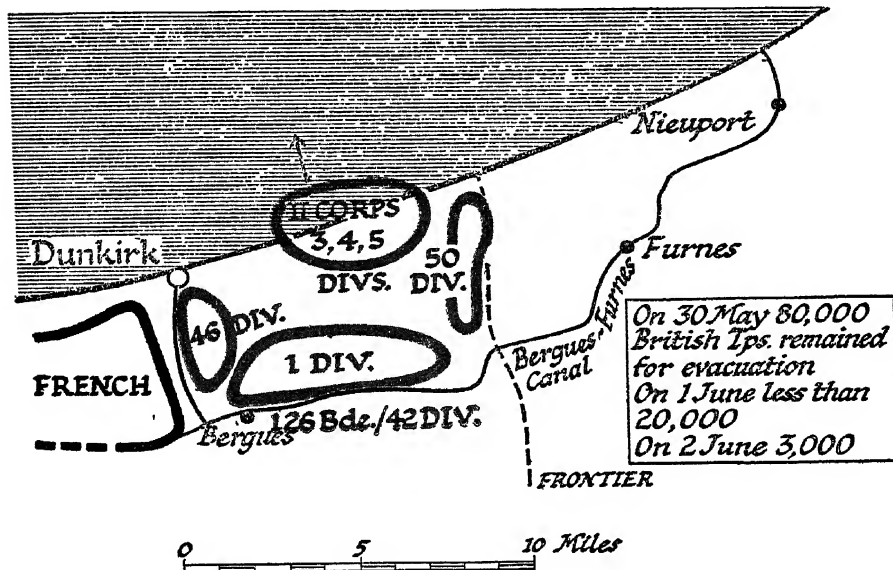 Nieuport
II CORPS
3, 4, 5
DIVS.
Dunkirk
50
DIV.
Furnes
46 DIV.
1 DIV.
FRENCH
Bergues-Furnes
Canal
126 Bde./42 DIV.
Bergues
On 30 May 80,000
British Tps. remained
for evacuation
On 1 June less than
20,000
On 2 June 3,000
FRONTIER
0 5 10 Miles